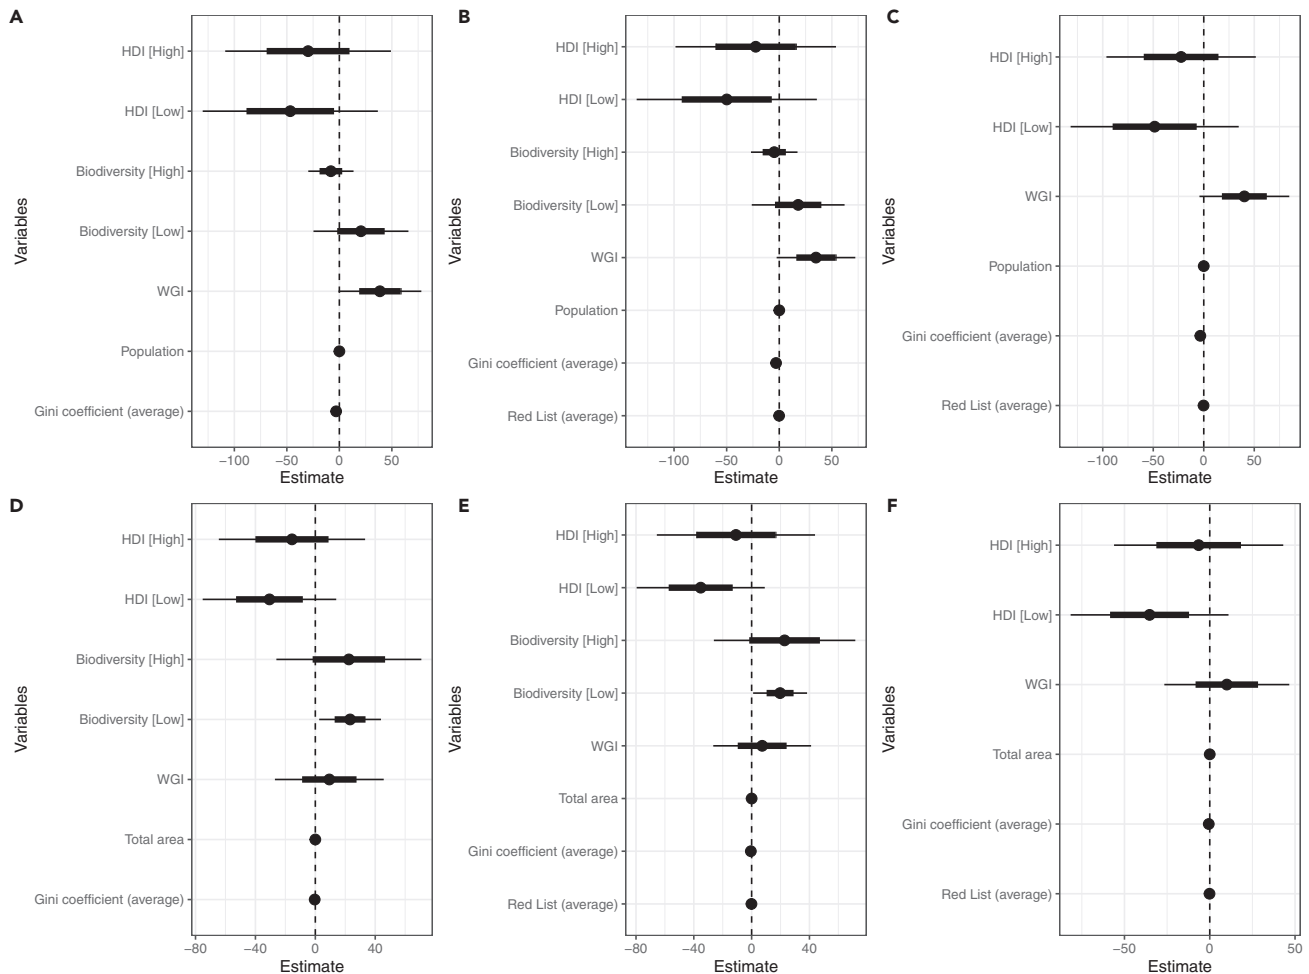 A
HDI [High]
HDI [Low]
Biodiversity [High]
Biodiversity [Low]
WGI
Population
Gini coefficient (average)
Variables
−100 −50 0 50
Estimate
B
HDI [High]
HDI [Low]
Biodiversity [High]
Biodiversity [Low]
WGI
Population
Gini coefficient (average)
Red List (average)
Variables
−100 −50 0 50
Estimate
C
HDI [High]
HDI [Low]
WGI
Population
Gini coefficient (average)
Red List (average)
Variables
−100 −50 0 50
Estimate
D
HDI [High]
HDI [Low]
Biodiversity [High]
Biodiversity [Low]
WGI
Total area
Gini coefficient (average)
Variables
−80 −40 0 40
Estimate
E
HDI [High]
HDI [Low]
Biodiversity [High]
Biodiversity [Low]
WGI
Total area
Gini coefficient (average)
Red List (average)
Variables
−80 −40 0 40
Estimate
F
HDI [High]
HDI [Low]
WGI
Total area
Gini coefficient (average)
Red List (average)
Variables
−50 0 50
Estimate